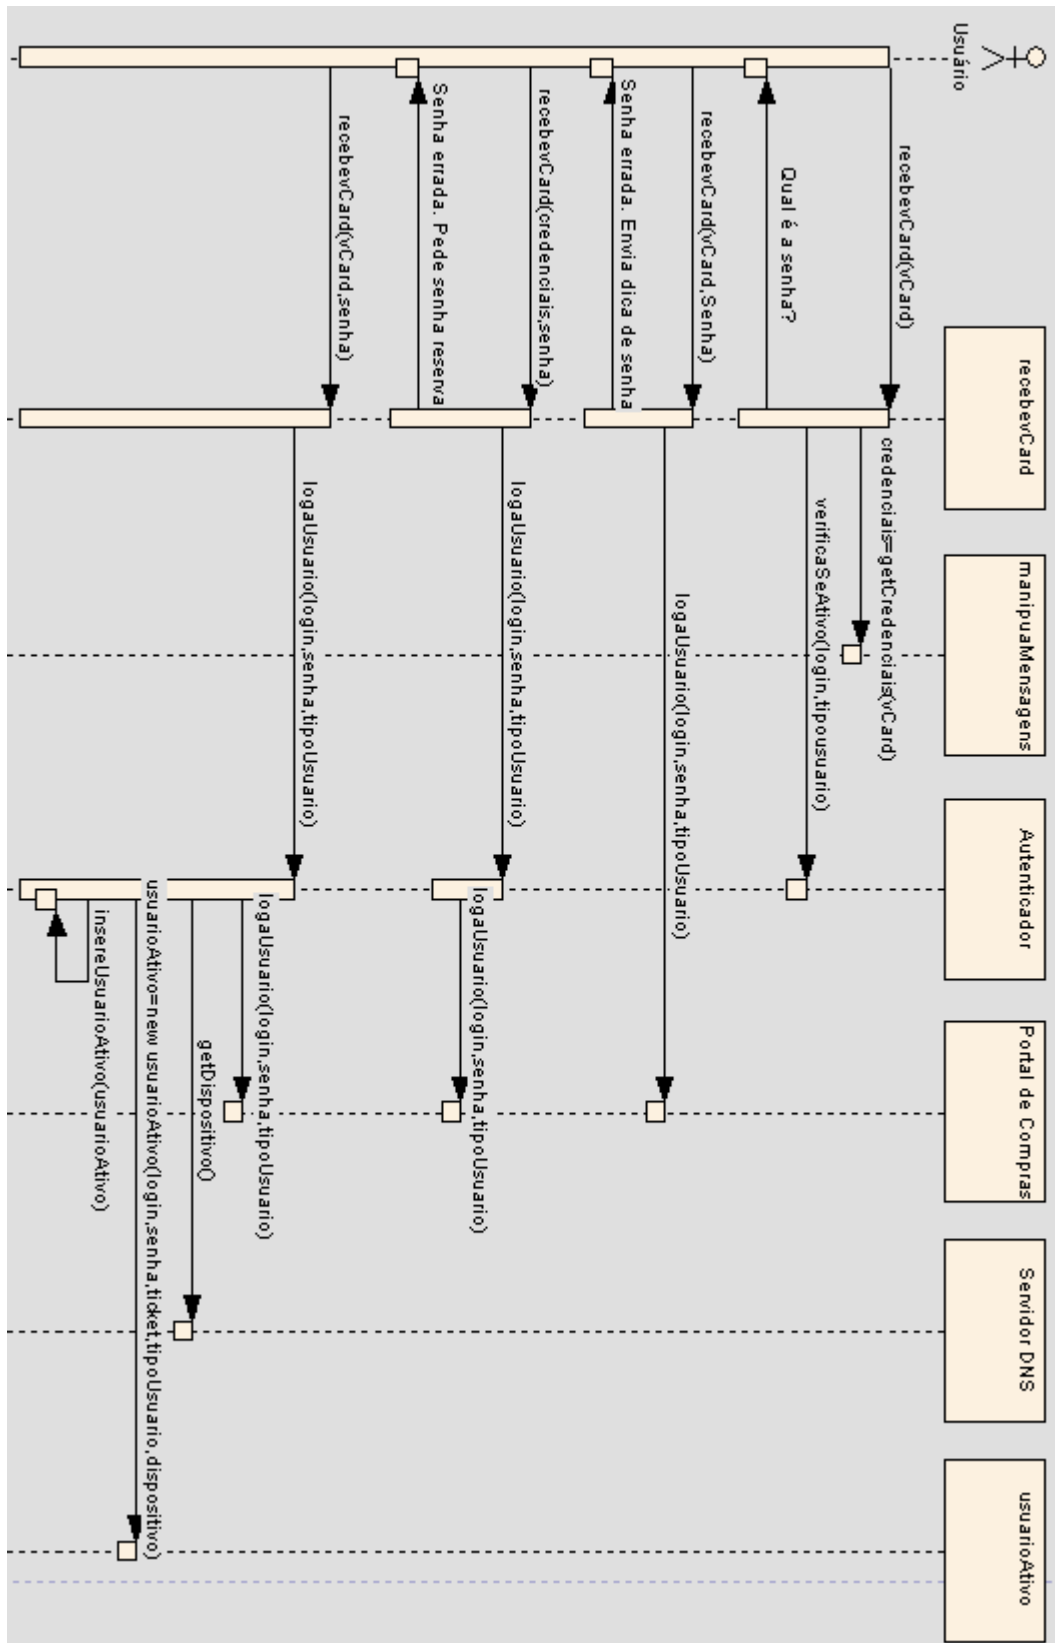 Usuário
recebevCard
manipuaMensagens
Autenticador
Portal de Compras
Servidor DNS
usuarioAtivo
recebevCard(vCard)
credenciais=getCredenciais(vCard)
verificaSeAtivo(login,tipousuario)
Qual é a senha?
recebevCard(vCard,Senha)
logaUsuario(login,senha,tipoUsuario)
Senha errada. Envia dica de senha
recebevCard(credenciais,senha)
logaUsuario(login,senha,tipoUsuario)
logaUsuario(login,senha,tipoUsuario)
Senha errada. Pede senha reserva
recebevCard(vCard,senha)
logaUsuario(login,senha,tipoUsuario)
logaUsuario(login,senha,tipoUsuario)
getDispositivo()
usuarioAtivo=new usuarioAtivo(login,senha,ticket,tipoUsuario,dispositivo)
insereUsuarioAtivo(usuarioAtivo)